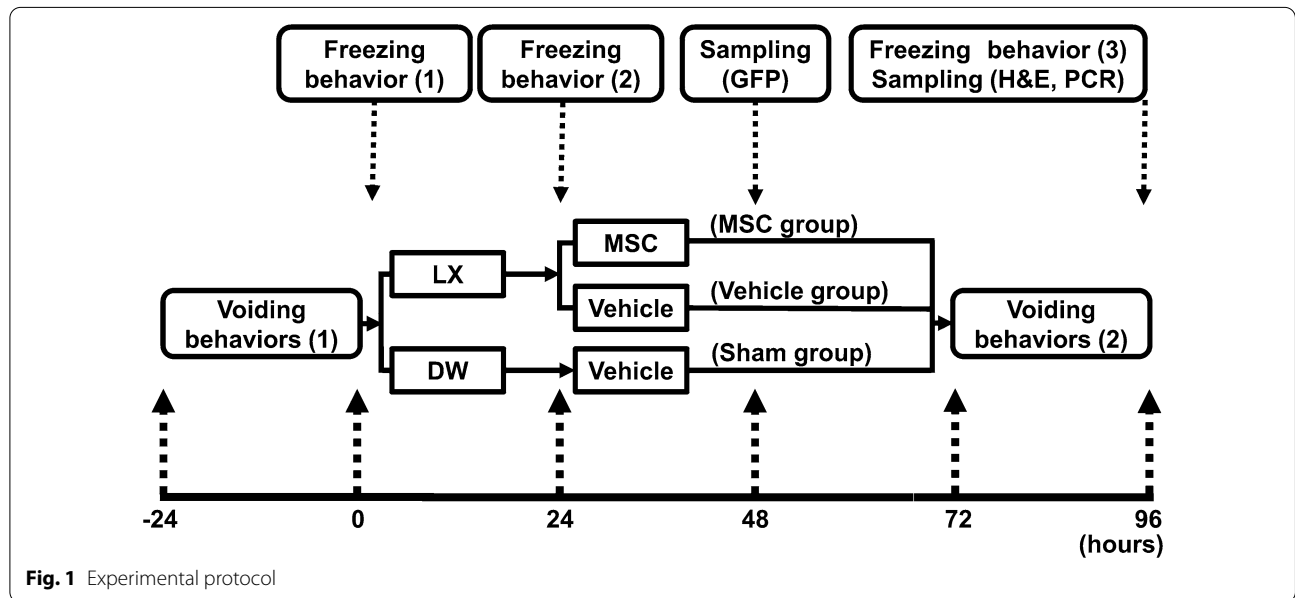 Freezing
behavior (1)
Freezing
behavior (2)
Sampling
(GFP)
Freezing behavior (3)
Sampling (H&E, PCR)
Voiding
behaviors (1)
LX
DW
MSC
Vehicle
Vehicle
(MSC group)
(Vehicle group)
(Sham group)
Voiding
behaviors (2)
-24
0
24
48
72
96
(hours)
Fig. 1 Experimental protocol